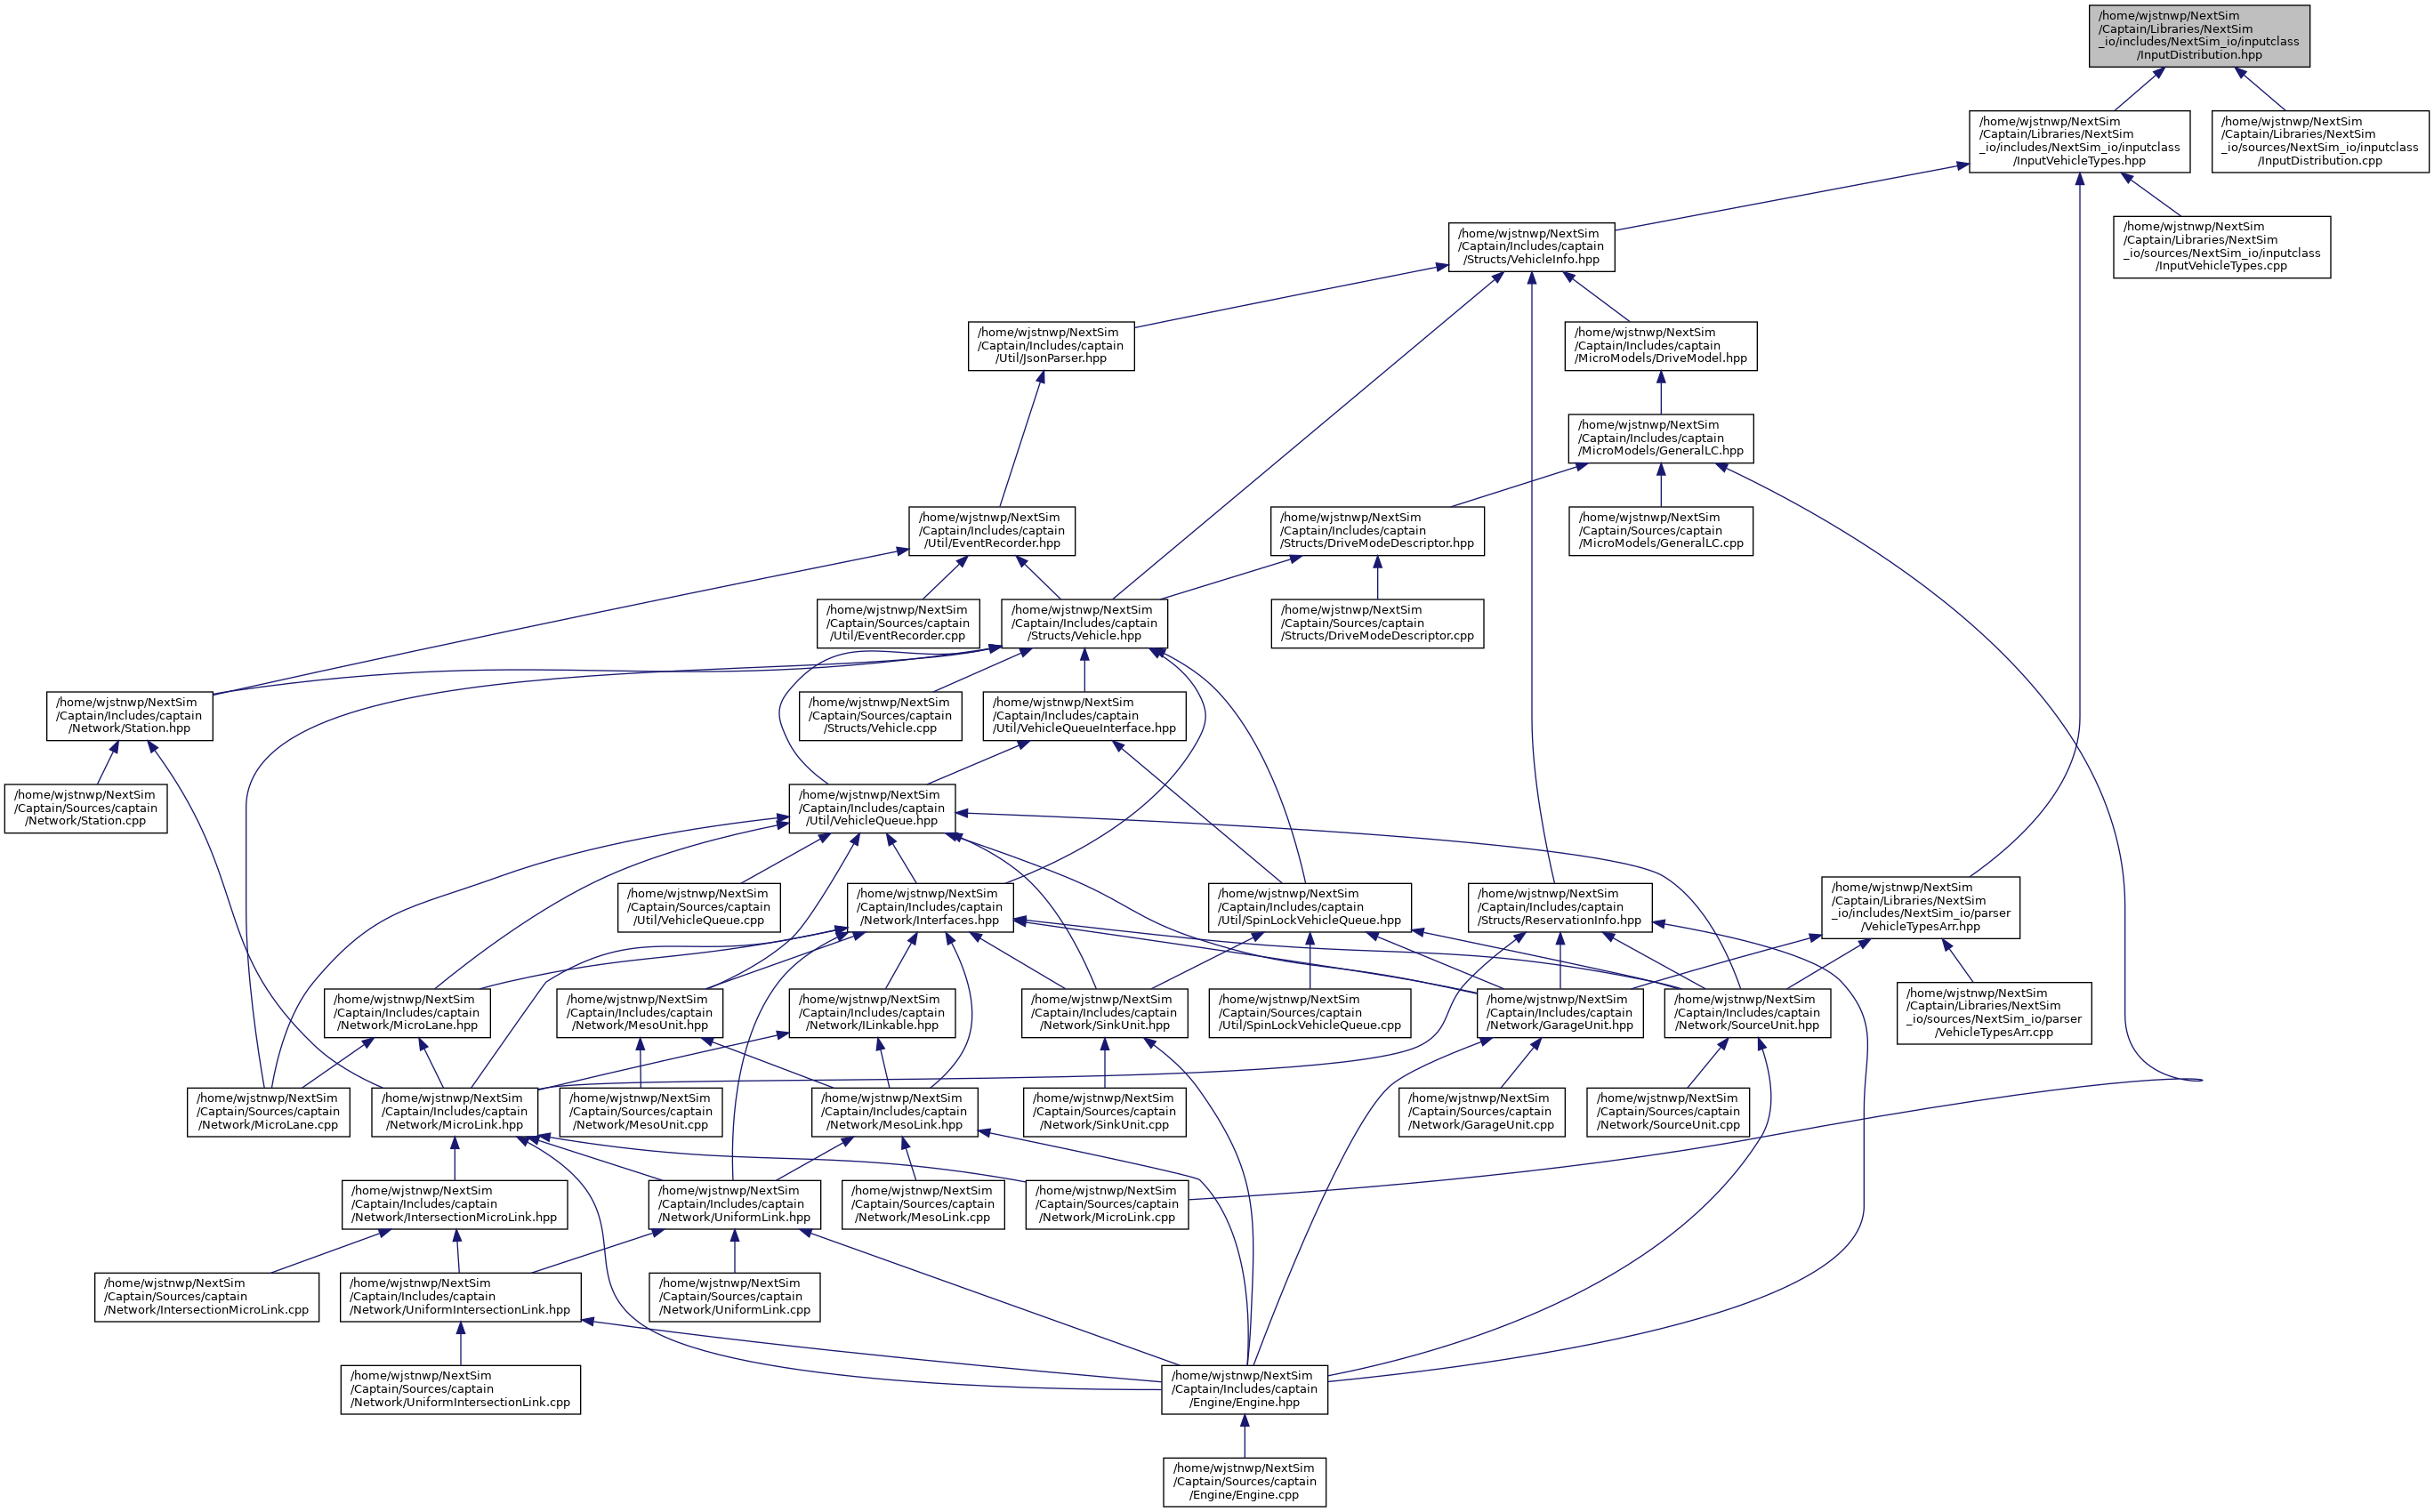 /home/wjstnwp/NextSim
/Captain/Libraries/NextSim
_io/includes/NextSim_io/inputclass
/InputDistribution.hpp
/home/wjstnwp/NextSim
/Captain/Libraries/NextSim
_io/includes/NextSim_io/inputclass
/InputVehicleTypes.hpp
/home/wjstnwp/NextSim
/Captain/Libraries/NextSim
_io/sources/NextSim_io/inputclass
/InputDistribution.cpp
/home/wjstnwp/NextSim
/Captain/Includes/captain
/Structs/VehicleInfo.hpp
/home/wjstnwp/NextSim
/Captain/Libraries/NextSim
_io/sources/NextSim_io/inputclass
/InputVehicleTypes.cpp
/home/wjstnwp/NextSim
/Captain/Includes/captain
/Util/JsonParser.hpp
/home/wjstnwp/NextSim
/Captain/Includes/captain
/MicroModels/DriveModel.hpp
/home/wjstnwp/NextSim
/Captain/Includes/captain
/MicroModels/GeneralLC.hpp
/home/wjstnwp/NextSim
/Captain/Includes/captain
/Util/EventRecorder.hpp
/home/wjstnwp/NextSim
/Captain/Includes/captain
/Structs/DriveModeDescriptor.hpp
/home/wjstnwp/NextSim
/Captain/Sources/captain
/MicroModels/GeneralLC.cpp
/home/wjstnwp/NextSim
/Captain/Sources/captain
/Util/EventRecorder.cpp
/home/wjstnwp/NextSim
/Captain/Includes/captain
/Structs/Vehicle.hpp
/home/wjstnwp/NextSim
/Captain/Sources/captain
/Structs/DriveModeDescriptor.cpp
/home/wjstnwp/NextSim
/Captain/Includes/captain
/Network/Station.hpp
/home/wjstnwp/NextSim
/Captain/Sources/captain
/Structs/Vehicle.cpp
/home/wjstnwp/NextSim
/Captain/Includes/captain
/Util/VehicleQueueInterface.hpp
/home/wjstnwp/NextSim
/Captain/Sources/captain
/Network/Station.cpp
/home/wjstnwp/NextSim
/Captain/Includes/captain
/Util/VehicleQueue.hpp
/home/wjstnwp/NextSim
/Captain/Sources/captain
/Util/VehicleQueue.cpp
/home/wjstnwp/NextSim
/Captain/Includes/captain
/Network/Interfaces.hpp
/home/wjstnwp/NextSim
/Captain/Includes/captain
/Util/SpinLockVehicleQueue.hpp
/home/wjstnwp/NextSim
/Captain/Includes/captain
/Structs/ReservationInfo.hpp
/home/wjstnwp/NextSim
/Captain/Libraries/NextSim
_io/includes/NextSim_io/parser
/VehicleTypesArr.hpp
/home/wjstnwp/NextSim
/Captain/Includes/captain
/Network/MicroLane.hpp
/home/wjstnwp/NextSim
/Captain/Includes/captain
/Network/MesoUnit.hpp
/home/wjstnwp/NextSim
/Captain/Includes/captain
/Network/ILinkable.hpp
/home/wjstnwp/NextSim
/Captain/Includes/captain
/Network/SinkUnit.hpp
/home/wjstnwp/NextSim
/Captain/Sources/captain
/Util/SpinLockVehicleQueue.cpp
/home/wjstnwp/NextSim
/Captain/Includes/captain
/Network/GarageUnit.hpp
/home/wjstnwp/NextSim
/Captain/Includes/captain
/Network/SourceUnit.hpp
/home/wjstnwp/NextSim
/Captain/Libraries/NextSim
_io/sources/NextSim_io/parser
/VehicleTypesArr.cpp
/home/wjstnwp/NextSim
/Captain/Sources/captain
/Network/MicroLane.cpp
/home/wjstnwp/NextSim
/Captain/Includes/captain
/Network/MicroLink.hpp
/home/wjstnwp/NextSim
/Captain/Sources/captain
/Network/MesoUnit.cpp
/home/wjstnwp/NextSim
/Captain/Includes/captain
/Network/MesoLink.hpp
/home/wjstnwp/NextSim
/Captain/Sources/captain
/Network/SinkUnit.cpp
/home/wjstnwp/NextSim
/Captain/Sources/captain
/Network/GarageUnit.cpp
/home/wjstnwp/NextSim
/Captain/Sources/captain
/Network/SourceUnit.cpp
/home/wjstnwp/NextSim
/Captain/Includes/captain
/Network/IntersectionMicroLink.hpp
/home/wjstnwp/NextSim
/Captain/Includes/captain
/Network/UniformLink.hpp
/home/wjstnwp/NextSim
/Captain/Sources/captain
/Network/MesoLink.cpp
/home/wjstnwp/NextSim
/Captain/Sources/captain
/Network/MicroLink.cpp
/home/wjstnwp/NextSim
/Captain/Sources/captain
/Network/IntersectionMicroLink.cpp
/home/wjstnwp/NextSim
/Captain/Includes/captain
/Network/UniformIntersectionLink.hpp
/home/wjstnwp/NextSim
/Captain/Sources/captain
/Network/UniformLink.cpp
/home/wjstnwp/NextSim
/Captain/Sources/captain
/Network/UniformIntersectionLink.cpp
/home/wjstnwp/NextSim
/Captain/Includes/captain
/Engine/Engine.hpp
/home/wjstnwp/NextSim
/Captain/Sources/captain
/Engine/Engine.cpp